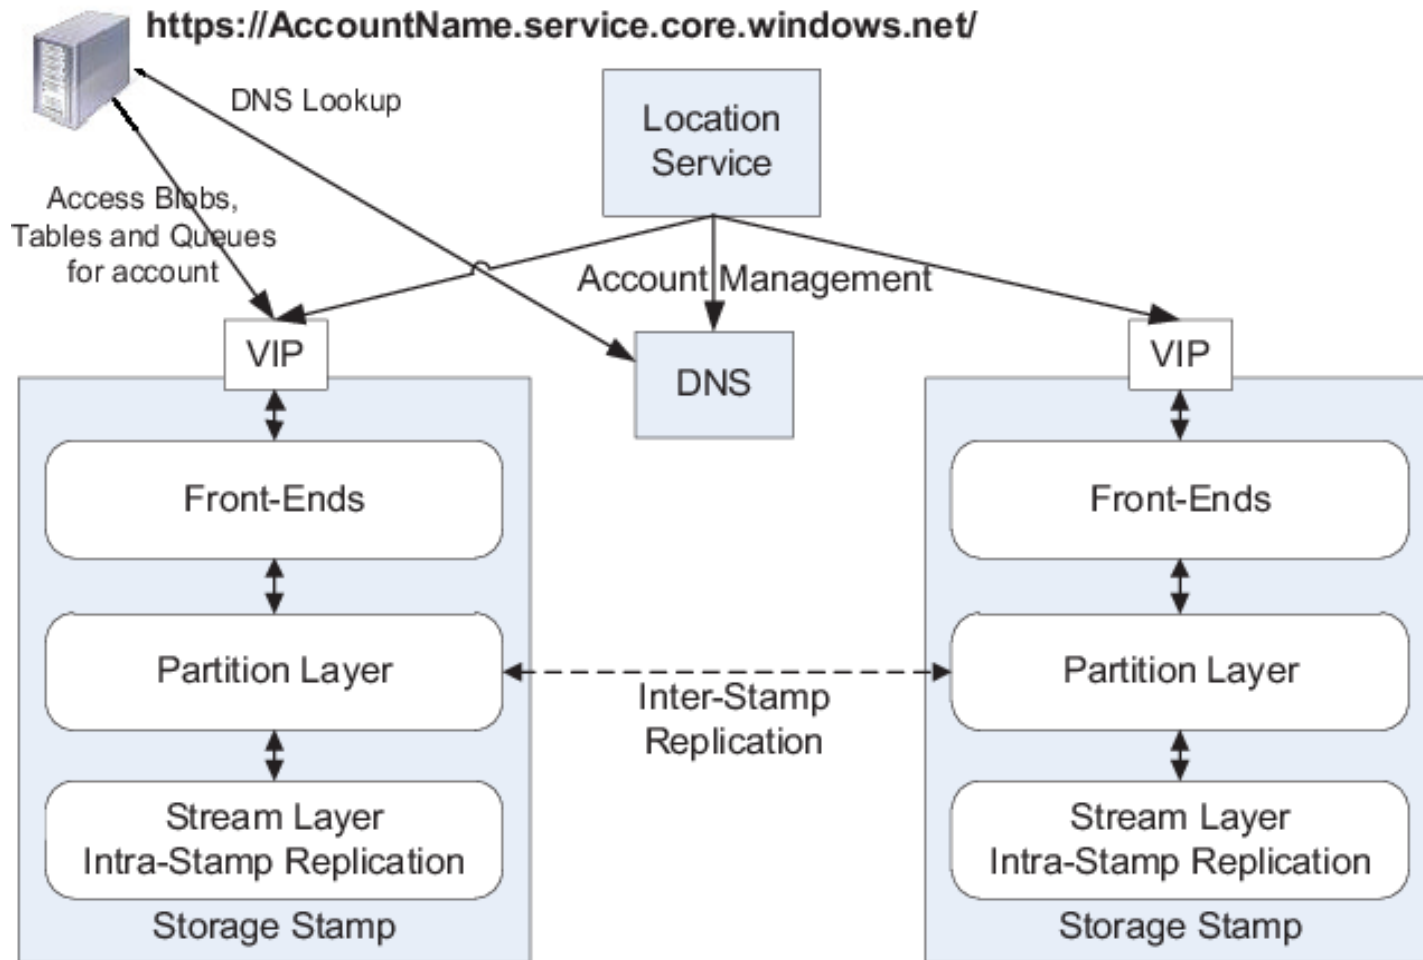 https://AccountName.service.core.windows.net/
DNS Lookup
Location
Service
Access Blobs,
Tables and Queues
for account
Account Management
VIP
DNS
VIP
Front-Ends
Partition Layer
Stream Layer
Intra-Stamp Replication
Storage Stamp
Inter-Stamp
Replication
Front-Ends
Partition Layer
Stream Layer
Intra-Stamp Replication
Storage Stamp